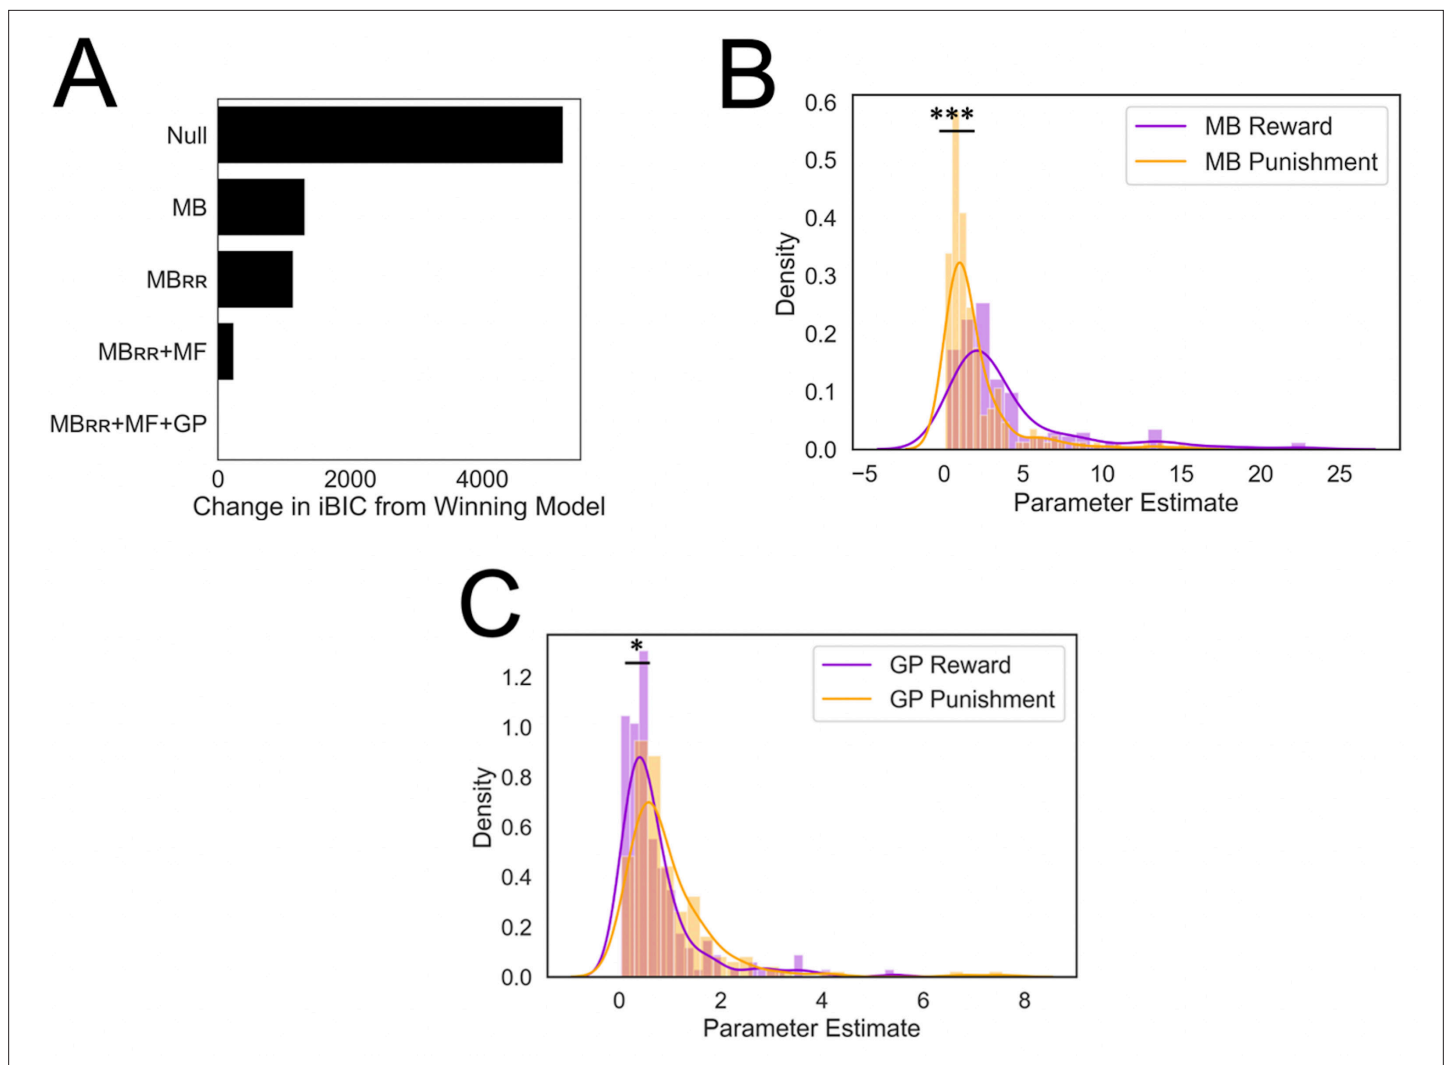 A
Null
MB
MBRR
MBRR+MF
MBRR+MF+GP
0 2000 4000
Change in iBIC from Winning Model
B
***
MB Reward
MB Punishment
0.6
0.5
0.4
0.3
0.2
0.1
0.0
Density
−5 0 5 10 15 20 25
Parameter Estimate
C
*
GP Reward
GP Punishment
1.2
1.0
0.8
0.6
0.4
0.2
0.0
Density
0 2 4 6 8
Parameter Estimate